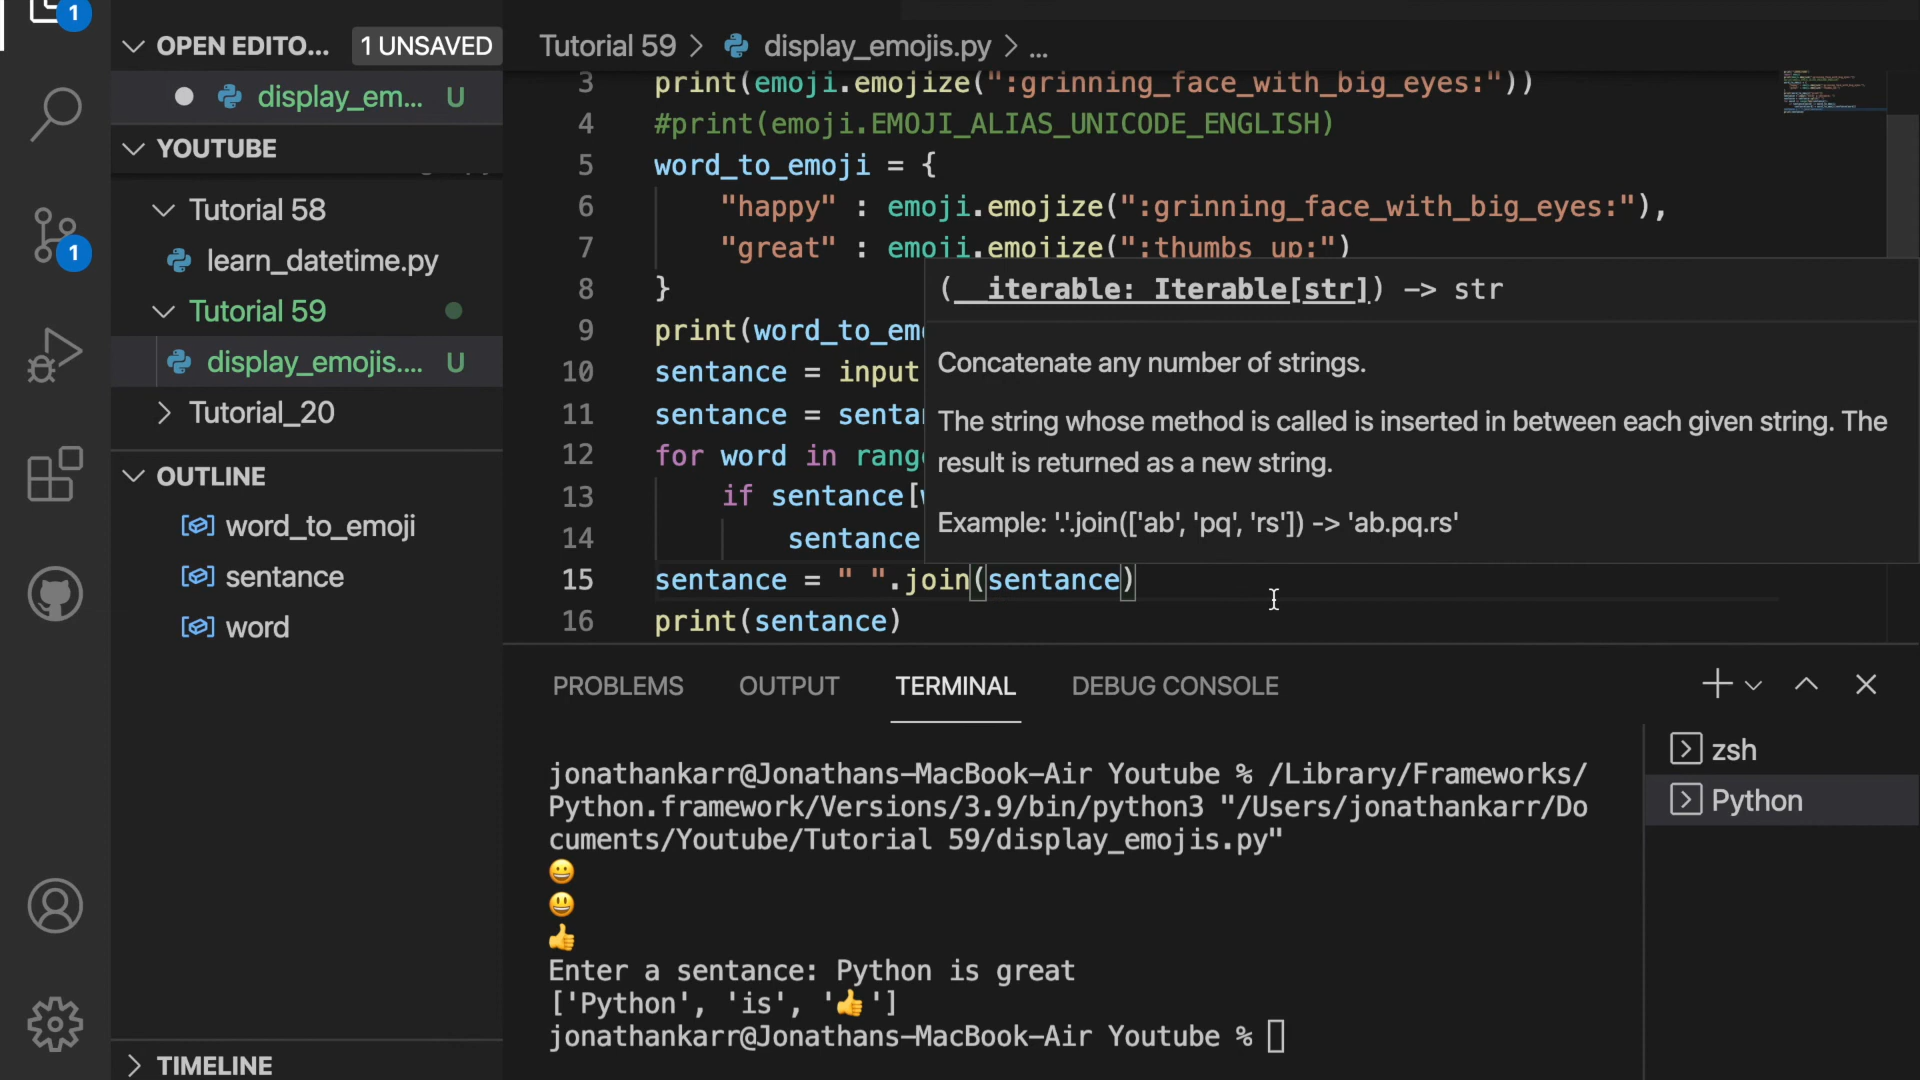 1
OPEN EDITO... 1 UNSAVED
display_em... U
YOUTUBE
Tutorial 58
learn_datetime.py
Tutorial 59
display_emojis.... U
Tutorial_20
OUTLINE
word_to_emoji
sentance
word
TIMELINE
1
Tutorial 59 > display_emojis.py > ...
3 print(emoji.emojize(":grinning_face_with_big_eyes:"))
4 #print(emoji.EMOJI_ALIAS_UNICODE_ENGLISH)
5 word_to_emoji = {
6 "happy" : emoji.emojize(":grinning_face_with_big_eyes:"),
7 "great" : emoji.emojize(":thumbs_up:")
8 }
9 print(word_to_emo
10 sentance = input
11 sentance = senta
12 for word in rang
13 if sentance[
14 sentance
15 sentance = " ".join(sentance)
16 print(sentance)
(__iterable: Iterable[str]) -> str
Concatenate any number of strings.
The string whose method is called is inserted in between each given string. The
result is returned as a new string.
Example: '.'.join(['ab', 'pq', 'rs']) -> 'ab.pq.rs'
PROBLEMS OUTPUT TERMINAL DEBUG CONSOLE
jonathankarr@Jonathans-MacBook-Air Youtube % /Library/Frameworks/
Python.framework/Versions/3.9/bin/python3 "/Users/jonathankarr/Do
cuments/Youtube/Tutorial 59/display_emojis.py"
😀
😃
👍
Enter a sentance: Python is great
['Python', 'is', '👍']
jonathankarr@Jonathans-MacBook-Air Youtube %
zsh
Python